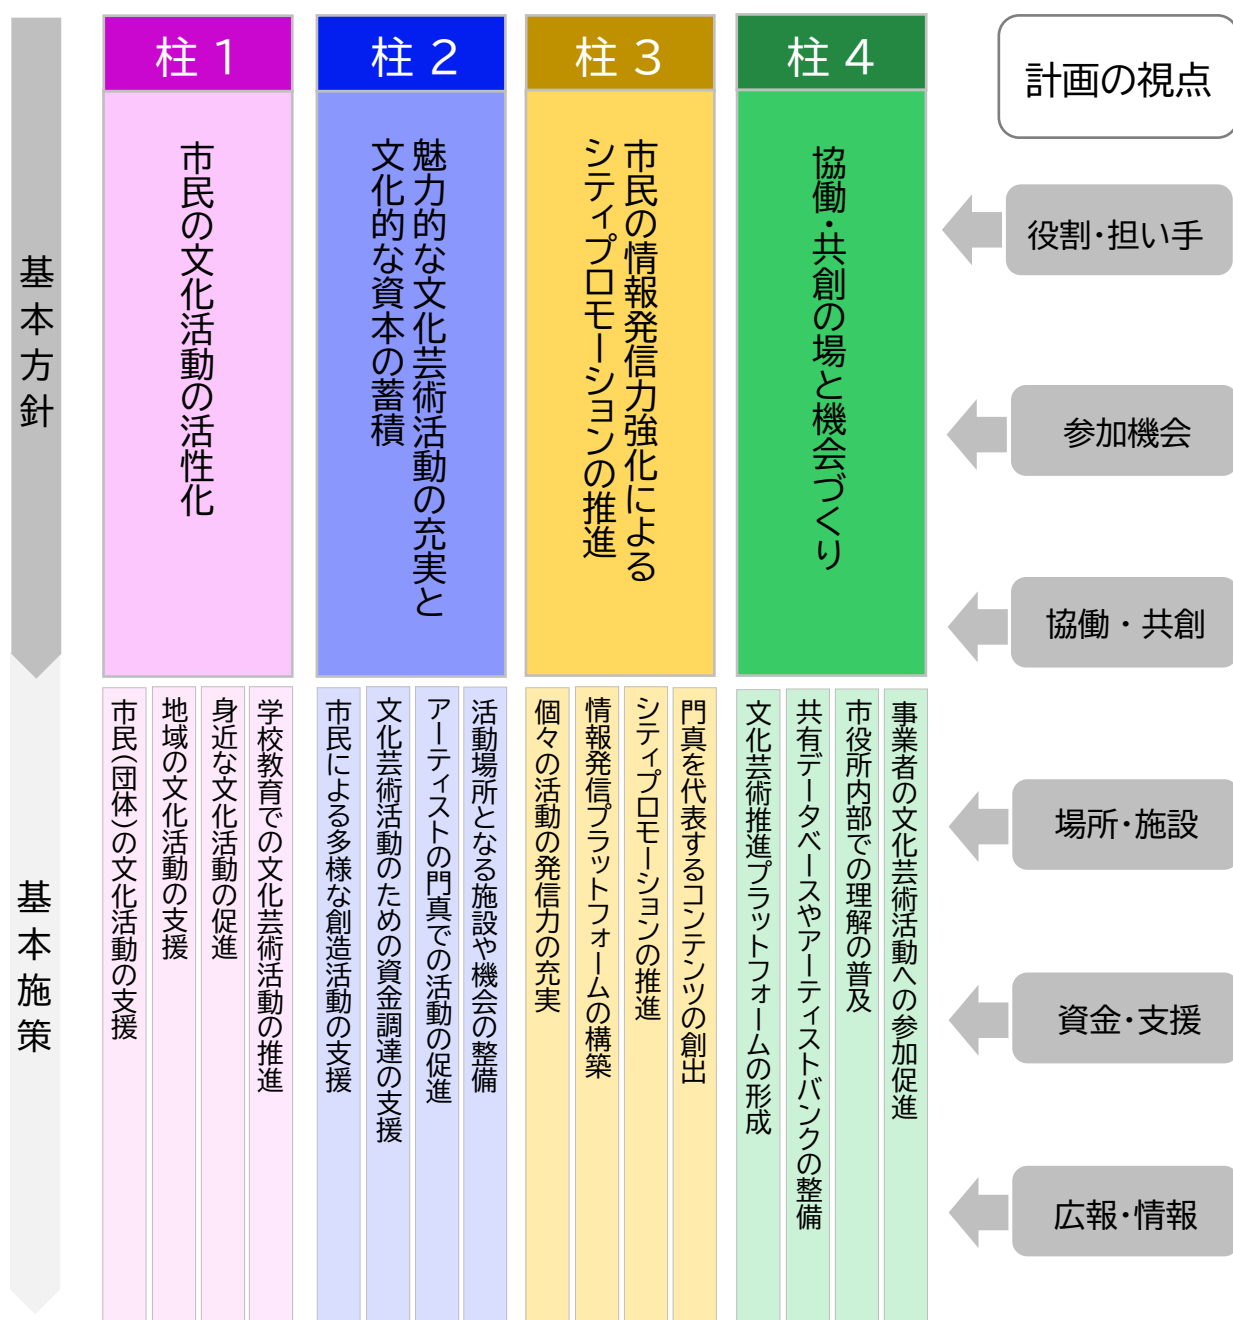 基本方針
基本施策
柱 1
市民の文化活動の活性化
市民(団体)の文化活動の支援
地域の文化活動の支援
身近な文化活動の促進
学校教育での文化芸術活動の推進
柱 2
魅力的な文化芸術活動の充実と
文化的な資本の蓄積
市民による多様な創造活動の支援
文化芸術活動のための資金調達の支援
アーティストの門真での活動の促進
活動場所となる施設や機会の整備
柱 3
市民の情報発信力強化による
シティプロモーションの推進
個々の活動の発信力の充実
情報発信プラットフォームの構築
シティプロモーションの推進
門真を代表するコンテンツの創出
柱 4
協働・共創の場と機会づくり
文化芸術推進プラットフォームの形成
共有データベースやアーティストバンクの整備
市役所内部での理解の普及
事業者の文化芸術活動への参加促進
計画の視点
役割・担い手
参加機会
協働・共創
場所・施設
資金・支援
広報・情報